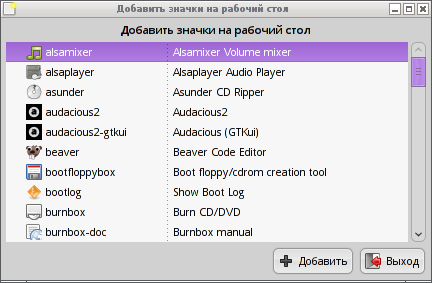 Добавить значки на рабочий стол
Добавить значки на рабочий стол
alsamixer Alsamixer Volume mixer
alsaplayer Alsaplayer Audio Player
asunder Asunder CD Ripper
audacious2 Audacious2
audacious2-gtkui Audacious (GTKui)
beaver Beaver Code Editor
bootfloppybox Boot floppy/cdrom creation tool
bootlog Show Boot Log
burnbox Burn CD/DVD
burnbox-doc Burnbox manual
Добавить Выход